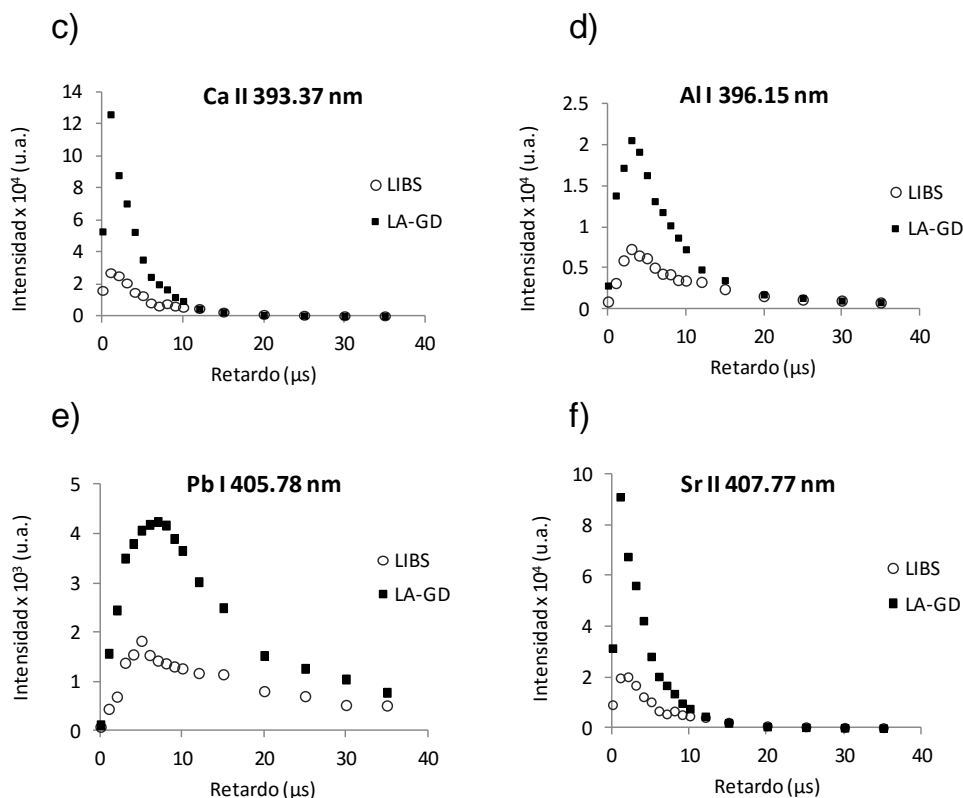 c)
Ca II 393.37 nm
Intensidad x 10⁴ (u.a.)
14
12
10
8
6
4
2
0
0 10 20 30 40
Retardo (µs)
LIBS
LA-GD
d)
Al I 396.15 nm
Intensidad x 10⁴ (u.a.)
2.5
2
1.5
1
0.5
0
0 10 20 30 40
Retardo (µs)
LIBS
LA-GD
e)
Pb I 405.78 nm
Intensidad x 10³ (u.a.)
5
4
3
2
1
0
0 10 20 30 40
Retardo (µs)
LIBS
LA-GD
f)
Sr II 407.77 nm
Intensidad x 10⁴ (u.a.)
10
8
6
4
2
0
0 10 20 30 40
Retardo (µs)
LIBS
LA-GD